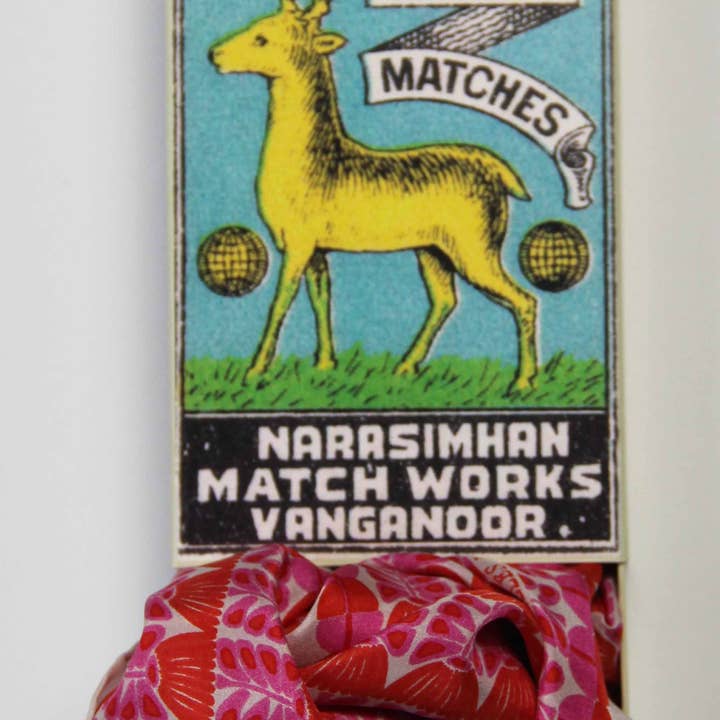 MATCHES
NARASIMHAN
MATCH WORKS
VANGANOOR.